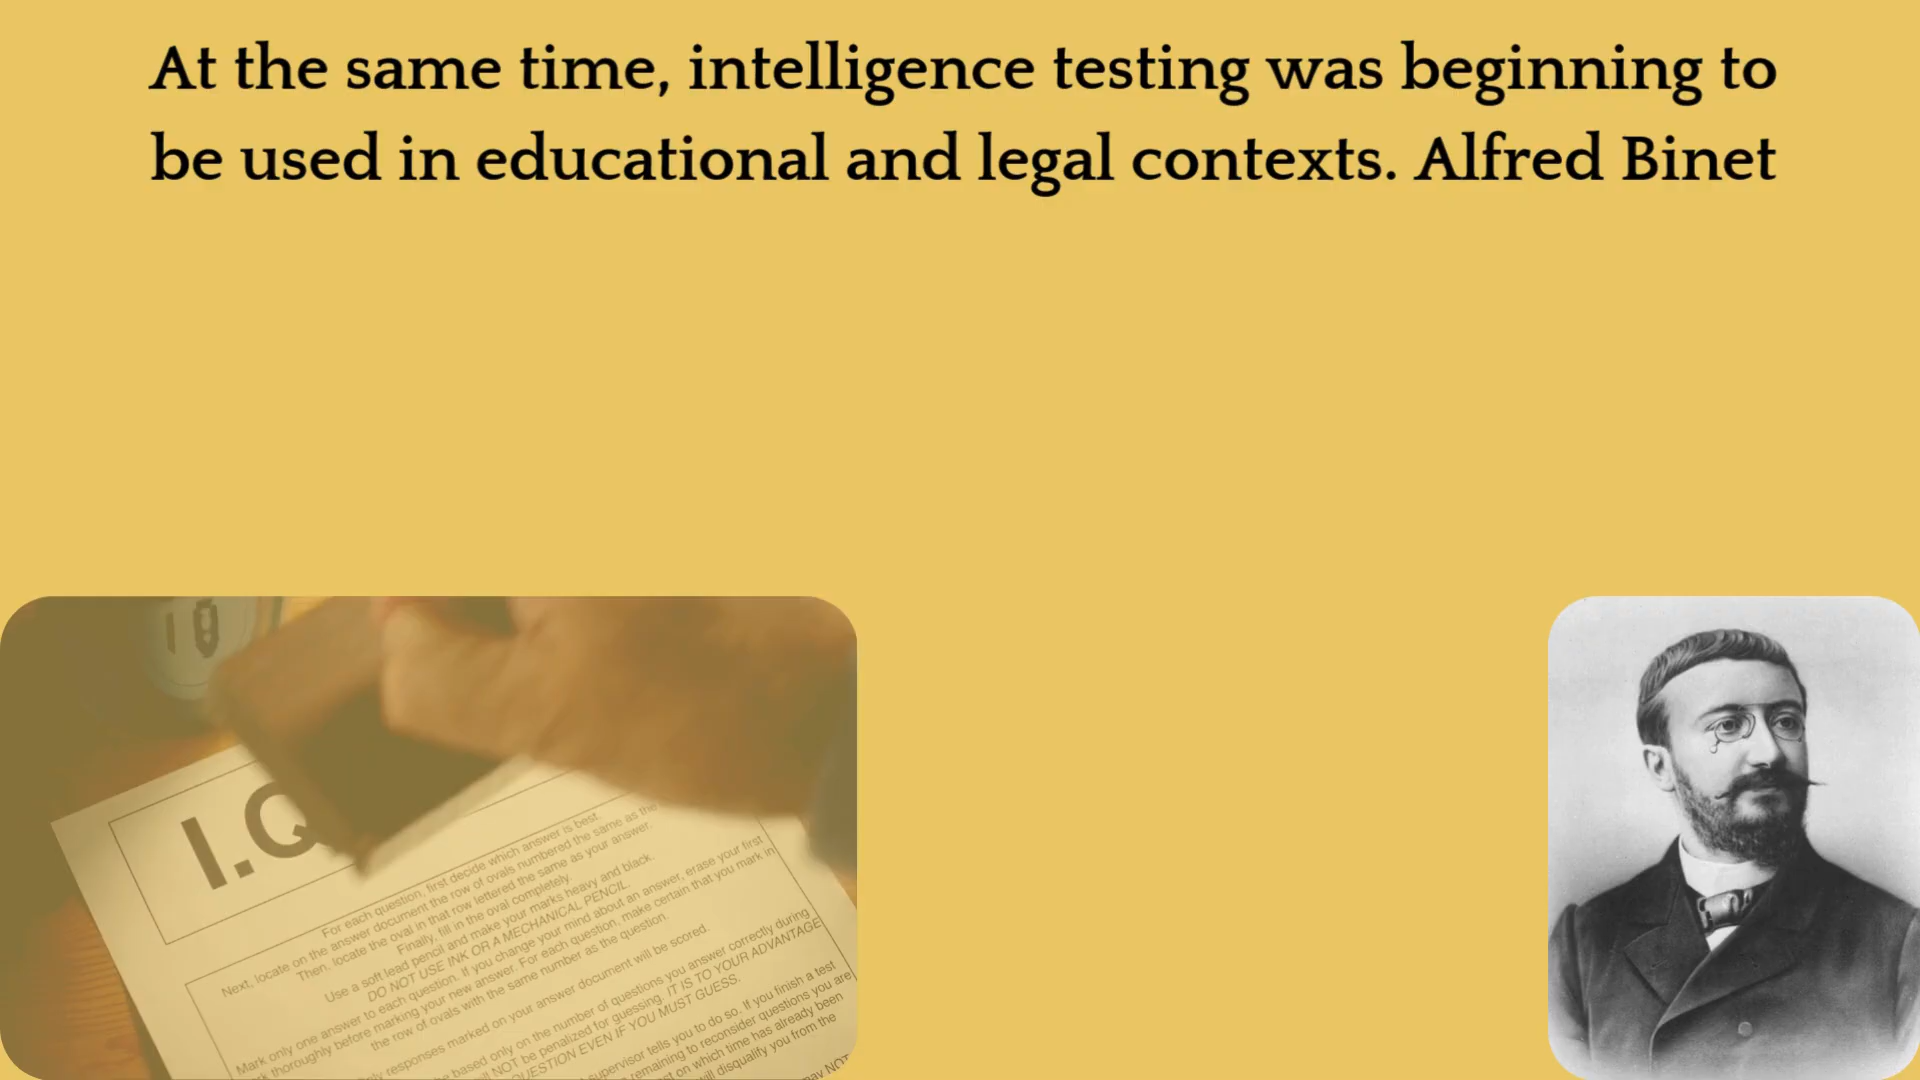 At the same time, intelligence testing was beginning to
be used in educational and legal contexts. Alfred Binet
I.Q
For each question, first decide which answer is best.
Next, locate on the answer document the row of ovals numbered the same as the
Then, locate the oval in that row lettered the same as your answer.
Finally, fill in the oval completely.
Use a soft lead pencil and make your marks heavy and black.
DO NOT USE INK OR A MECHANICAL PENCIL.
Mark only one answer to each question. If you change your mind about an answer, erase your first
thoroughly before marking your new answer. For each question, make certain that you mark in
the row of ovals with the same number as the question.
responses marked on your answer document will be scored.
based only on the number of questions you answer correctly during
NOT be penalized for guessing. IT IS TO YOUR ADVANTAGE
QUESTION EVEN IF YOU MUST GUESS.
supervisor tells you to do so. If you finish a test
remaining to reconsider questions you are
on which time has already been
will disqualify you from the
may NOT